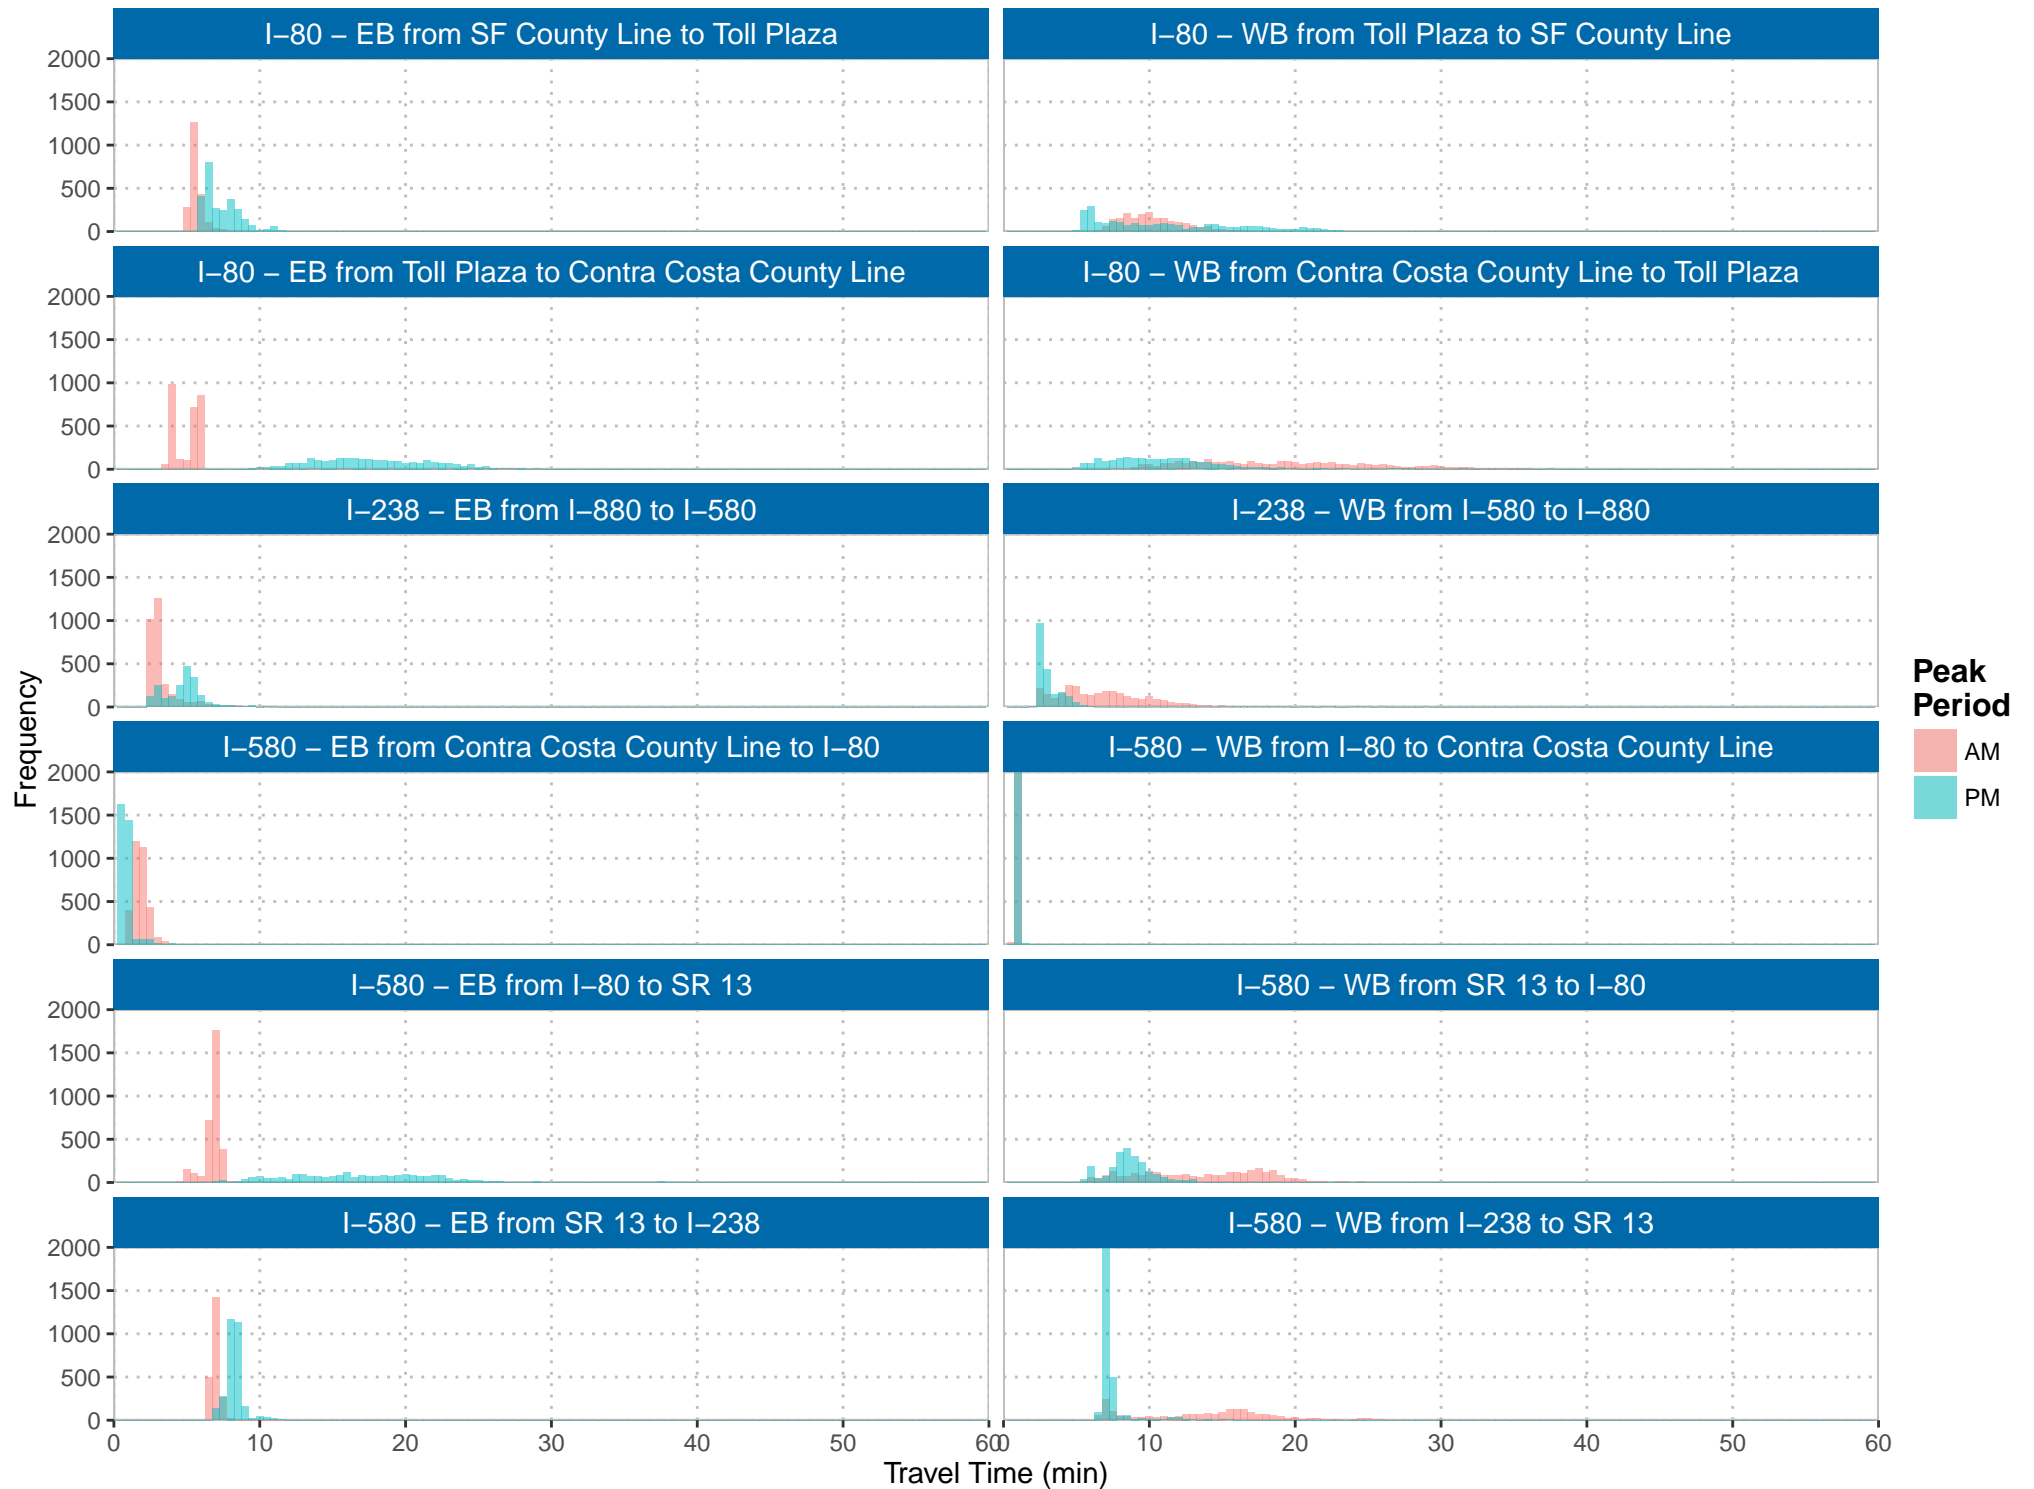 I−80 − EB from SF County Line to Toll Plaza
I−80 − WB from Toll Plaza to SF County Line
2000
1500
1000
500
0
I−80 − EB from Toll Plaza to Contra Costa County Line
I−80 − WB from Contra Costa County Line to Toll Plaza
2000
1500
1000
500
0
I−238 − EB from I−880 to I−580
I−238 − WB from I−580 to I−880
2000
1500
1000
500
0
I−580 − EB from Contra Costa County Line to I−80
I−580 − WB from I−80 to Contra Costa County Line
2000
1500
1000
500
0
I−580 − EB from I−80 to SR 13
I−580 − WB from SR 13 to I−80
2000
1500
1000
500
0
I−580 − EB from SR 13 to I−238
I−580 − WB from I−238 to SR 13
2000
1500
1000
500
0
0 10 20 30 40 50 60
0 10 20 30 40 50 60
Travel Time (min)
Frequency
Peak
Period
AM
PM